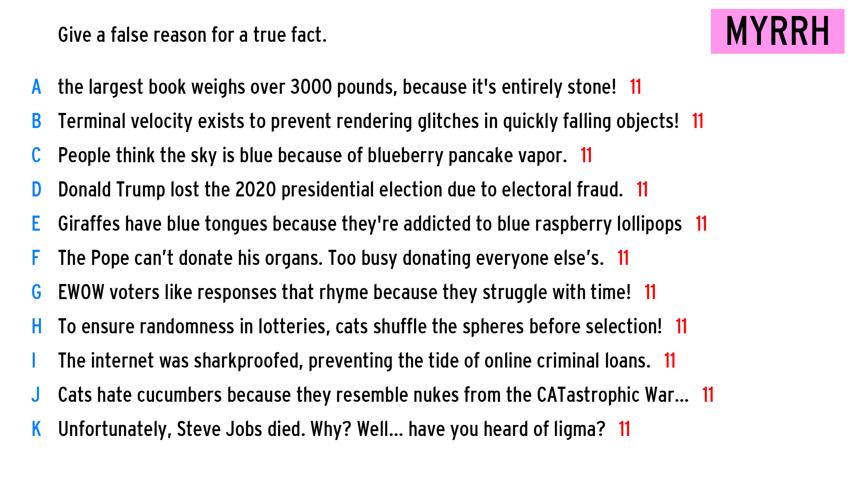 Give a false reason for a true fact.
MYRRH
A the largest book weighs over 3000 pounds, because it's entirely stone! 11
B Terminal velocity exists to prevent rendering glitches in quickly falling objects! 11
C People think the sky is blue because of blueberry pancake vapor. 11
D Donald Trump lost the 2020 presidential election due to electoral fraud. 11
E Giraffes have blue tongues because they're addicted to blue raspberry lollipops 11
F The Pope can’t donate his organs. Too busy donating everyone else’s. 11
G EWOW voters like responses that rhyme because they struggle with time! 11
H To ensure randomness in lotteries, cats shuffle the spheres before selection! 11
I The internet was sharkproofed, preventing the tide of online criminal loans. 11
J Cats hate cucumbers because they resemble nukes from the CATastrophic War... 11
K Unfortunately, Steve Jobs died. Why? Well... have you heard of ligma? 11